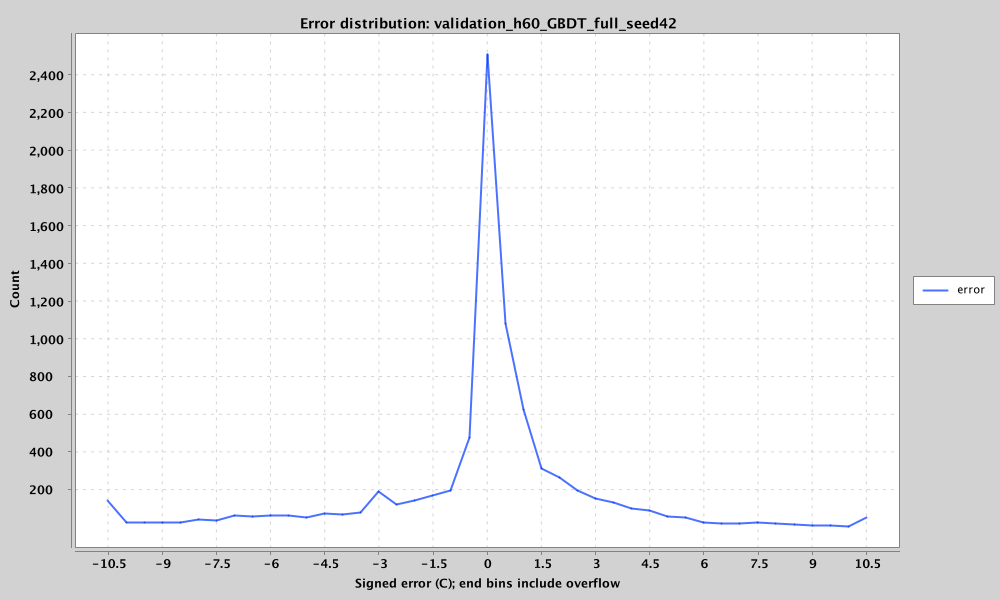 Error distribution: validation_h60_GBDT_full_seed42
2,400
2,200
2,000
1,800
1,600
1,400
1,200
1,000
800
600
400
200
Count
−10.5 −9 −7.5 −6 −4.5 −3 −1.5 0 1.5 3 4.5 6 7.5 9 10.5
Signed error (C); end bins include overflow
error